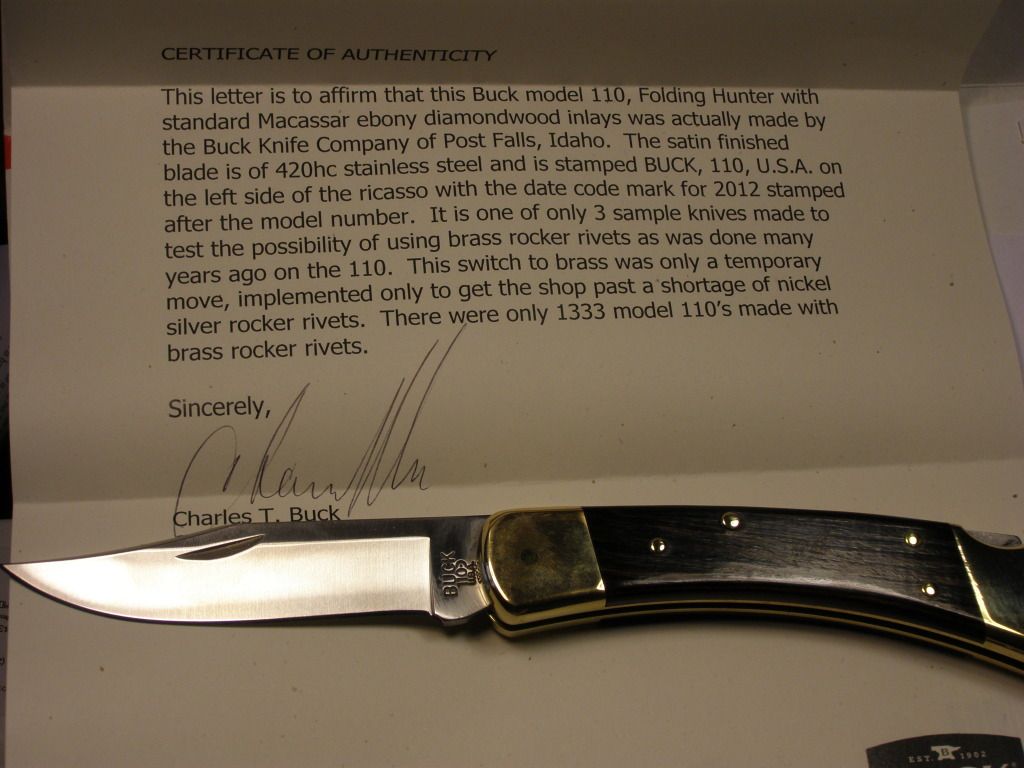 CERTIFICATE OF AUTHENTICITY
This letter is to affirm that this Buck model 110, Folding Hunter with
standard Macassar ebony diamondwood inlays was actually made by
the Buck Knife Company of Post Falls, Idaho. The satin finished
blade is of 420hc stainless steel and is stamped BUCK, 110, U.S.A. on
the left side of the ricasso with the date code mark for 2012 stamped
after the model number. It is one of only 3 sample knives made to
test the possibility of using brass rocker rivets as was done many
years ago on the 110. This switch to brass was only a temporary
move, implemented only to get the shop past a shortage of nickel
silver rocker rivets. There were only 1333 model 110's made with
brass rocker rivets.
Sincerely,
Charles T. Buck
BUCK
110
EST. B 1902